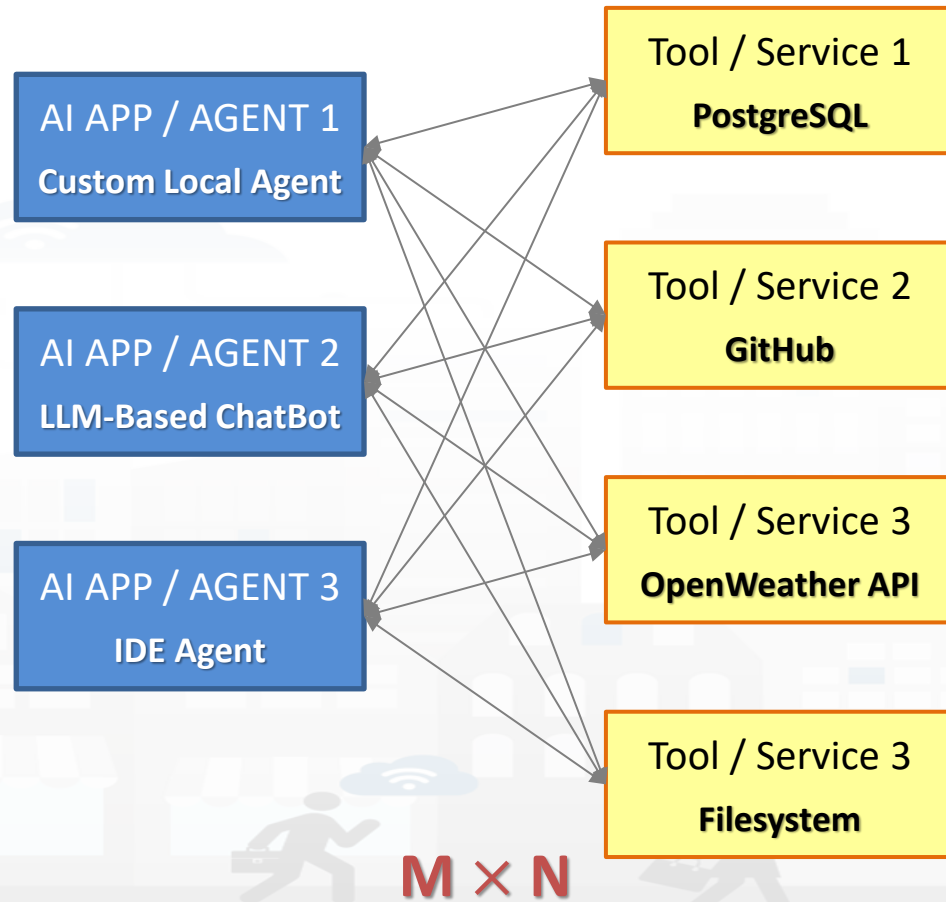 AI APP / AGENT 1
Custom Local Agent
AI APP / AGENT 2
LLM-Based ChatBot
AI APP / AGENT 3
IDE Agent
Tool / Service 1
PostgreSQL
Tool / Service 2
GitHub
Tool / Service 3
OpenWeather API
Tool / Service 3
Filesystem
M × N